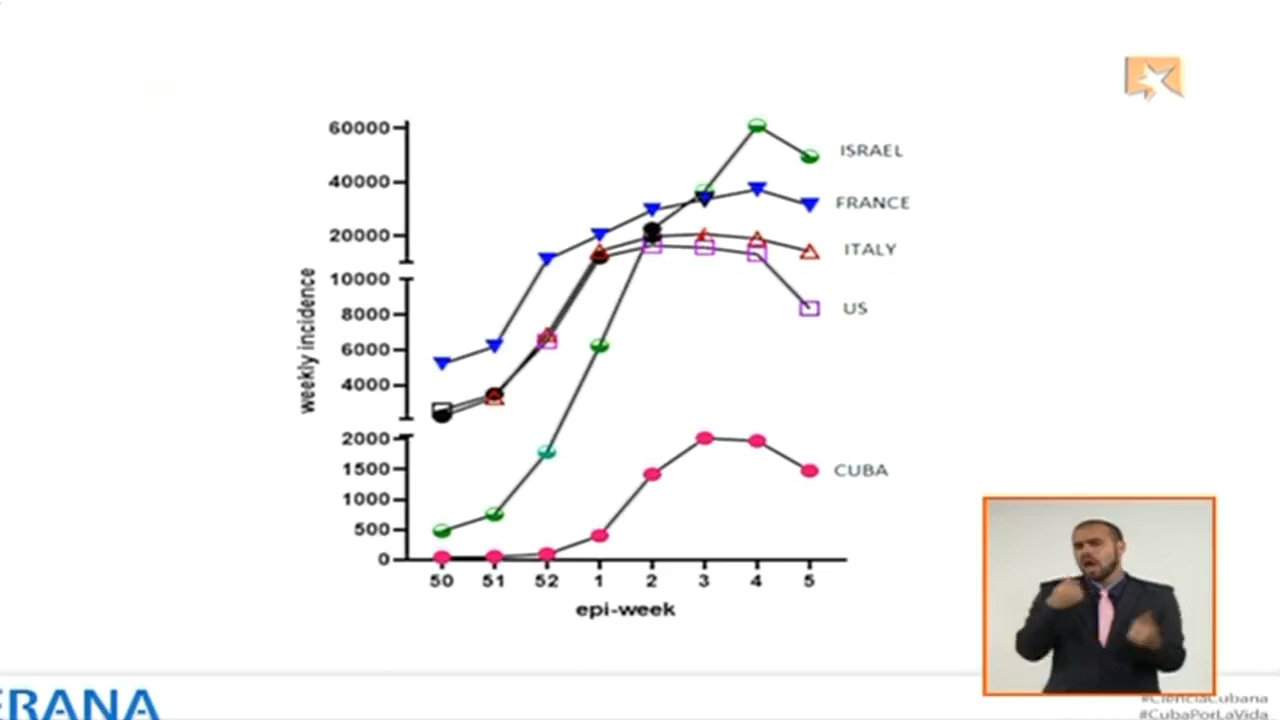 60000
ISRAEL
40000
FRANCE
20000
ITALY
10000
weekly incidence
8000
US
6000
4000
2000
1500
CUBA
1000
500
0
50 51 52 1 2 3 4 5
epi-week
ERANA
#CienciaCubana
#CubaPorLaVida